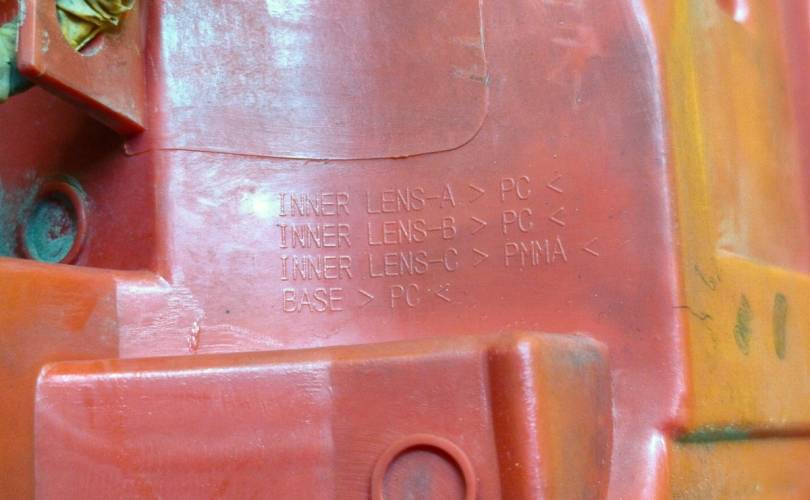 INNER LENS-A > PC <
INNER LENS-B > PC <
INNER LENS-C > PMMA <
BASE > PC <